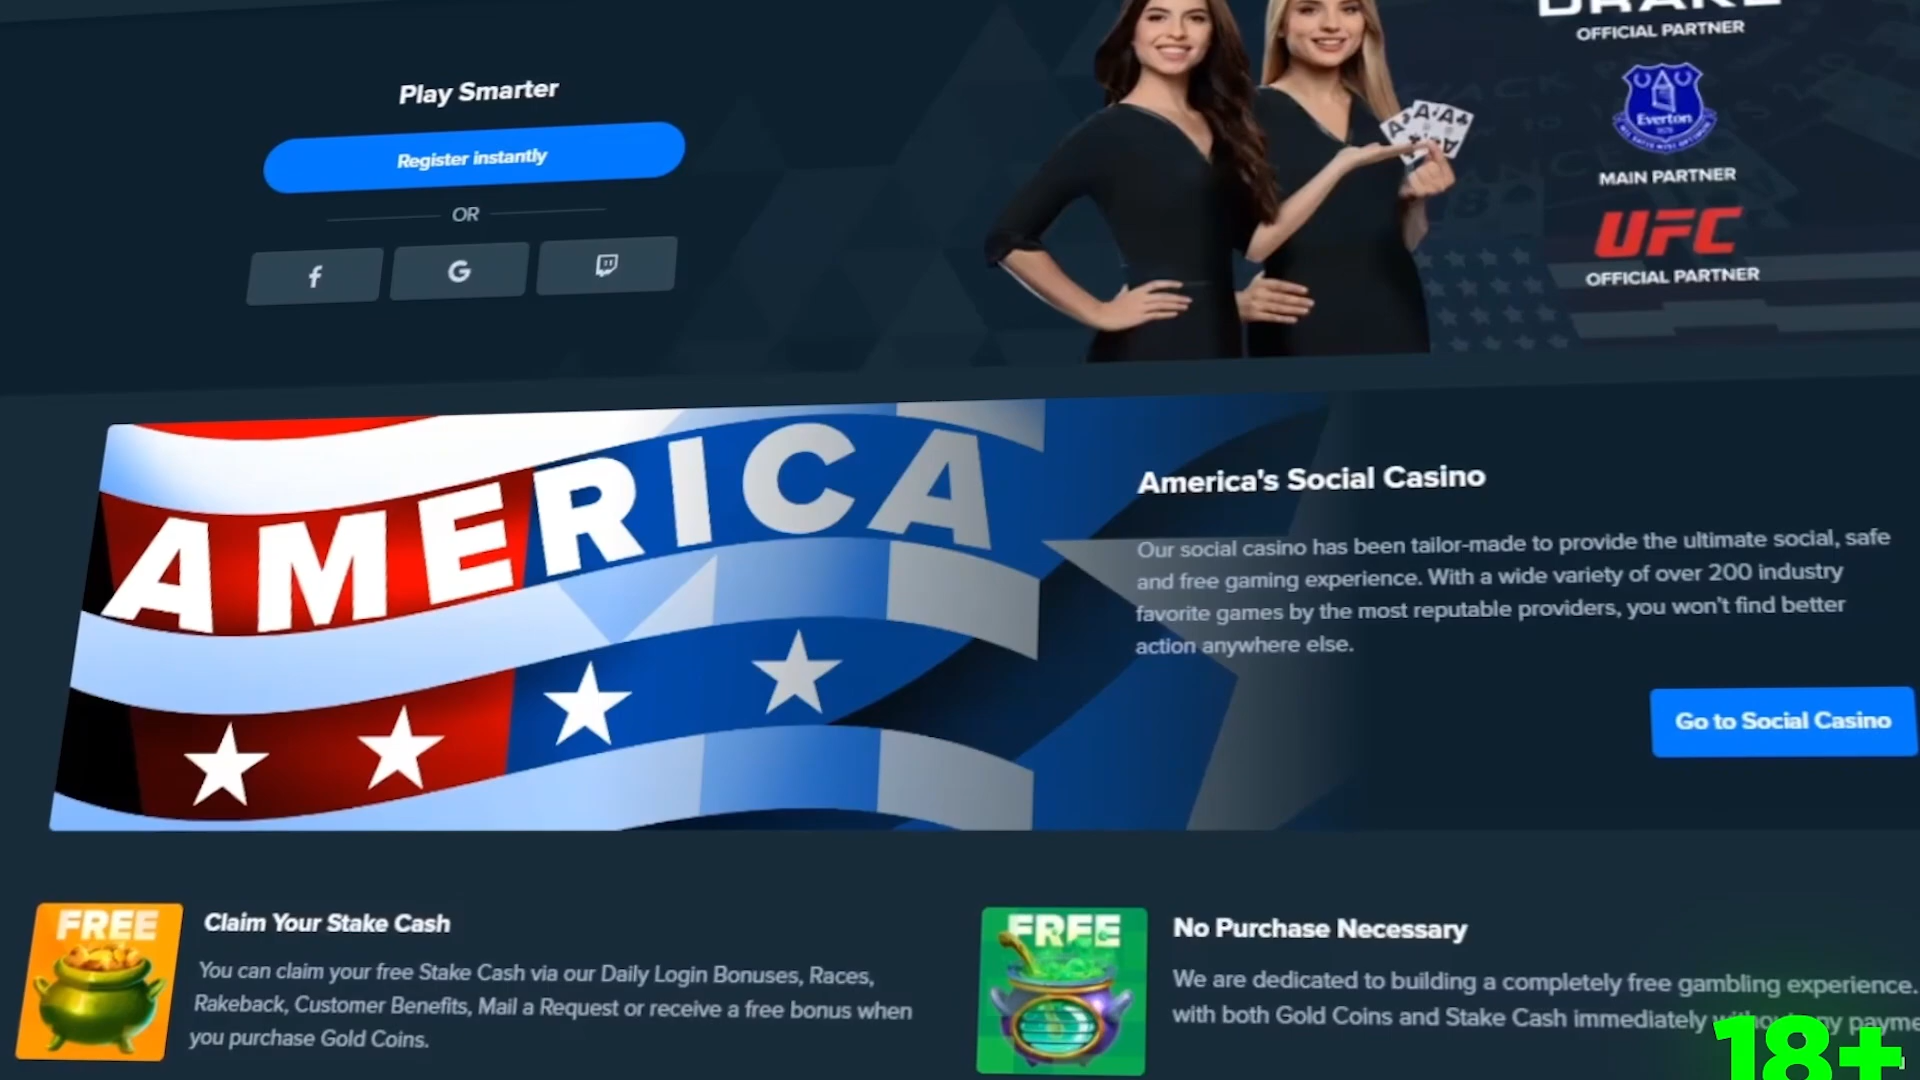 DRAKE
OFFICIAL PARTNER
Play Smarter
Everton
1878
MAIN PARTNER
Register instantly
UFC
OR
OFFICIAL PARTNER
AMERICA
America's Social Casino
Our social casino has been tailor-made to provide the ultimate social, safe
and free gaming experience. With a wide variety of over 200 industry
favorite games by the most reputable providers, you won't find better
action anywhere else.
Go to Social Casino
FREE
Claim Your Stake Cash
You can claim your free Stake Cash via our Daily Login Bonuses, Races,
Rakeback, Customer Benefits, Mail a Request or receive a free bonus when
you purchase Gold Coins.
FREE
No Purchase Necessary
We are dedicated to building a completely free gambling experience.
with both Gold Coins and Stake Cash immediately without any
18+